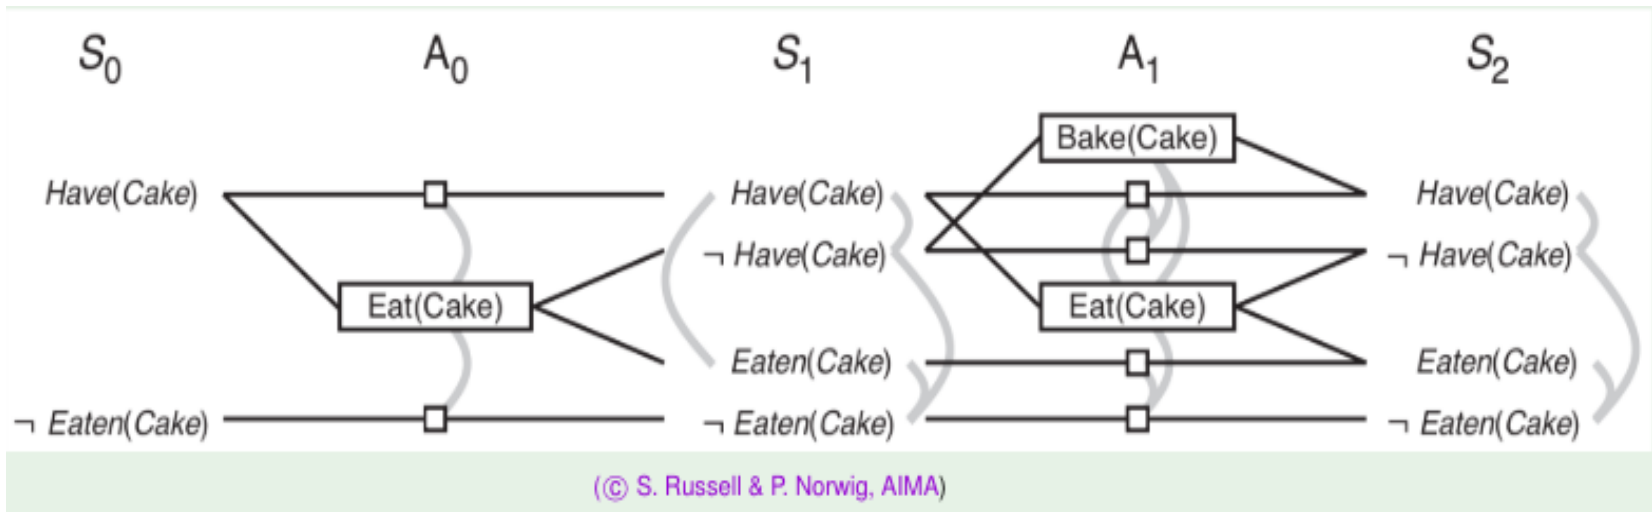 S0 A0 S1 A1 S2
Bake(Cake)
Have(Cake) Have(Cake) Have(Cake)
¬ Have(Cake) ¬ Have(Cake)
Eat(Cake) Eat(Cake)
Eaten(Cake) Eaten(Cake)
¬ Eaten(Cake) ¬ Eaten(Cake) ¬ Eaten(Cake)
(© S. Russell & P. Norwig, AIMA)